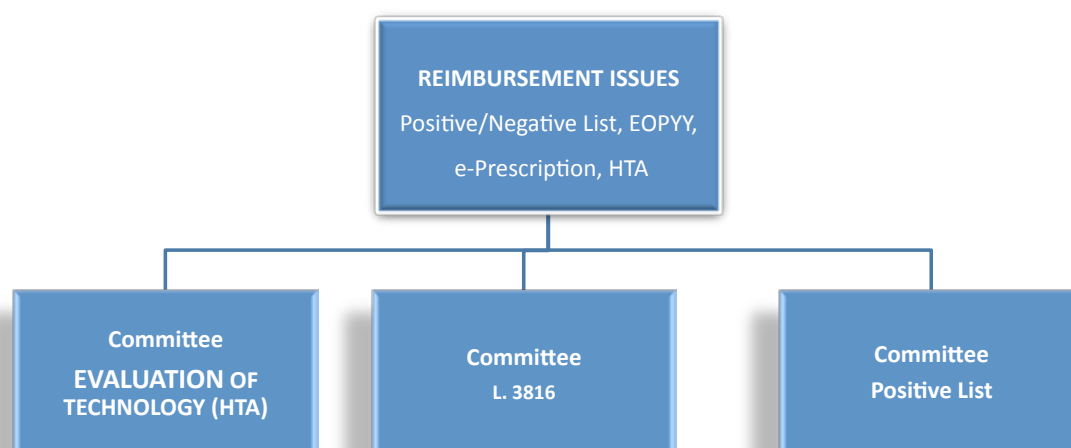 REIMBURSEMENT ISSUES
Positive/Negative List, EOPYY,
e-Prescription, HTA
Committee
EVALUATION OF
TECHNOLOGY (HTA)
Committee
L. 3816
Committee
Positive List